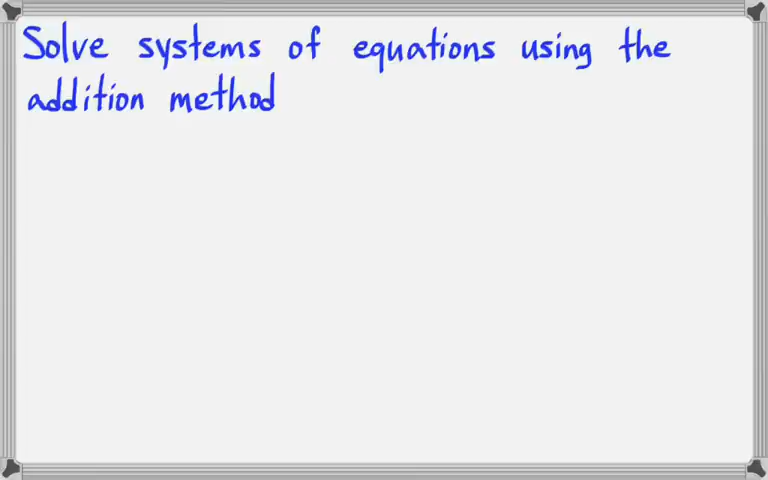 Solve systems of equations using the
addition method